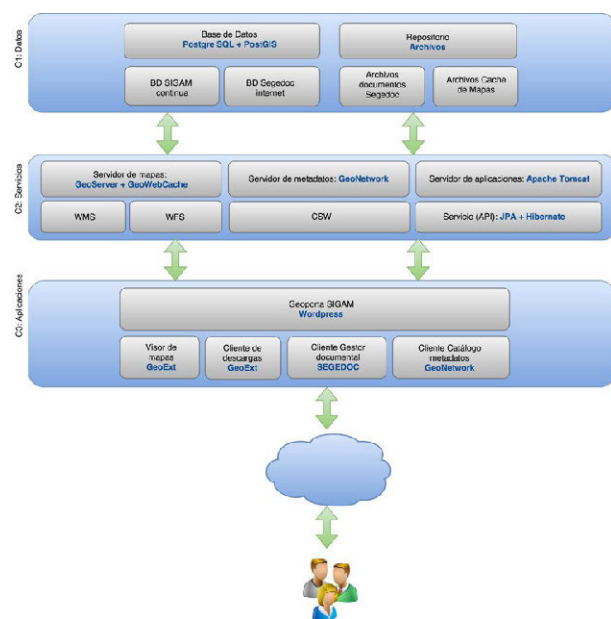 C1: Datos
Base de Datos
Postgre SQL + PostGIS
Repositorio
Archivos
BD SIGAM
continua
BD Segedoc
internet
Archivos
documentos
Segedoc
Archivos Cache
de Mapas
C2: Servicios
Servidor de mapas:
GeoServer + GeoWebCache
Servidor de metadatos: GeoNetwork
Servidor de aplicaciones: Apache Tomcat
WMS
WFS
CSW
Servicio (API): JPA + Hibernate
C3: Aplicaciones
Geoporta SIGAM
Wordpress
Visor de
mapas
GeoExt
Cliente de
descargas
GeoExt
Cliente Gestor
documental
SEGEDOC
Cliente Catálogo
metadatos
GeoNetwork